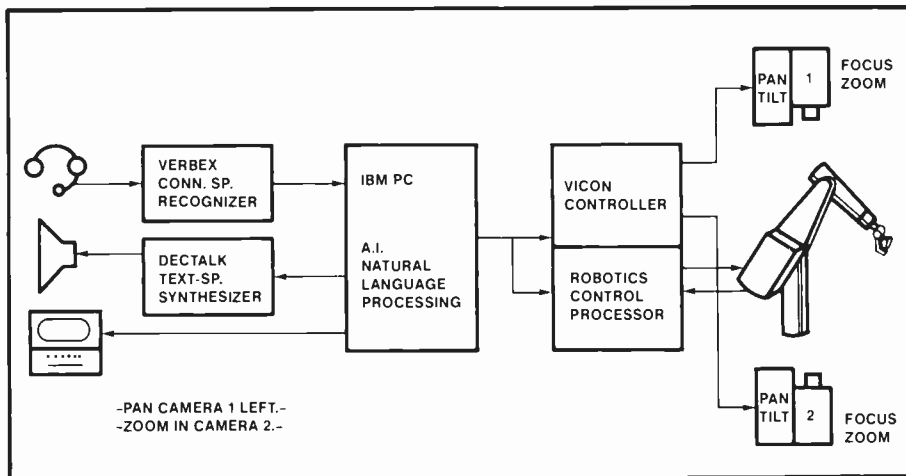 VERBEX
CONN. SP.
RECOGNIZER
DECTALK
TEXT-SP.
SYNTHESIZER
IBM PC
A.I.
NATURAL
LANGUAGE
PROCESSING
VICON
CONTROLLER
ROBOTICS
CONTROL
PROCESSOR
PAN
TILT
1
FOCUS
ZOOM
PAN
TILT
2
FOCUS
ZOOM
-PAN CAMERA 1 LEFT.-
-ZOOM IN CAMERA 2.-